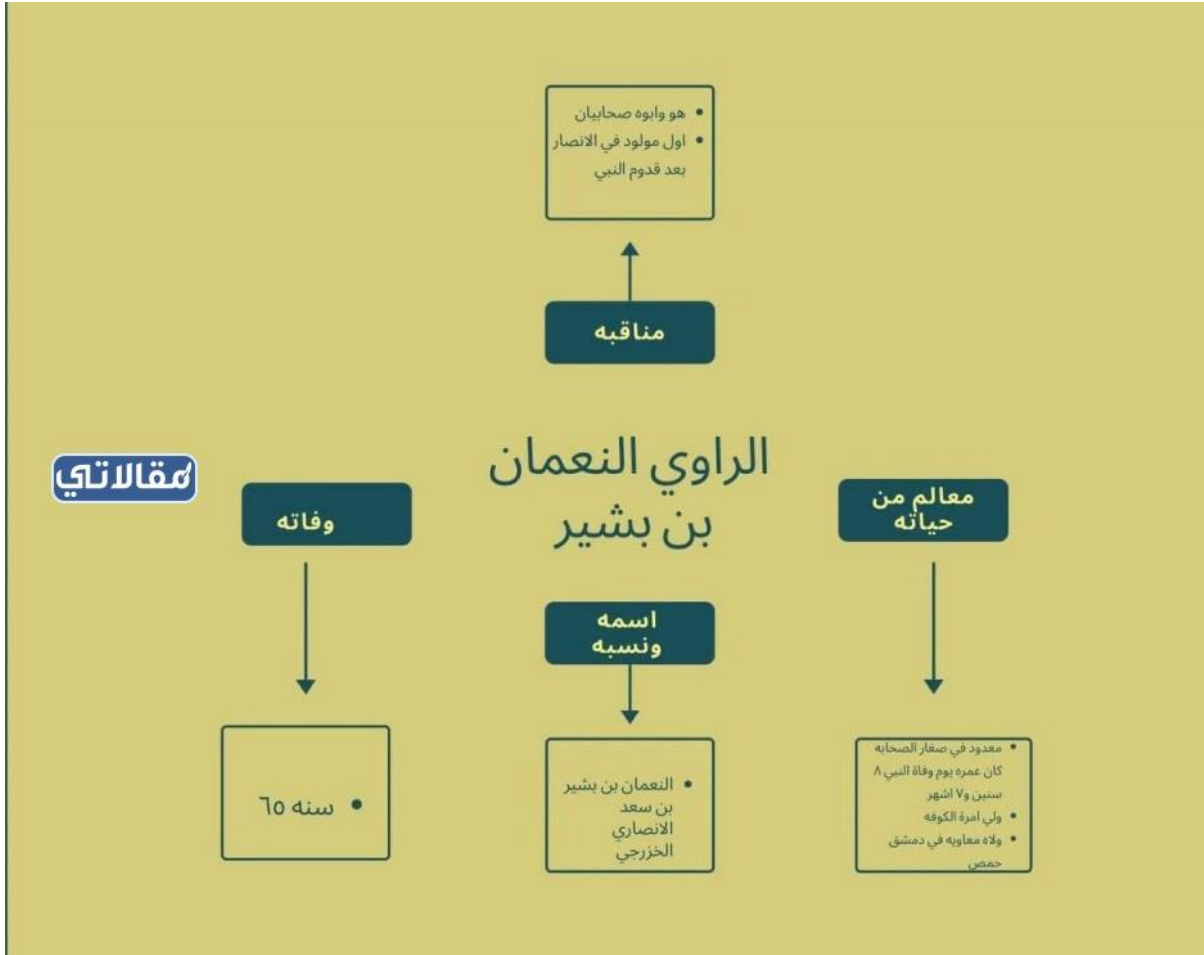 هو وابوه صحابيان
اول مولود في الانصار
بعد قدوم النبي
مناقبه
الراوي النعمان
بن بشير
معالم من
حياته
معدود في صغار الصحابه
كان عمره يوم وفاة النبي ٨
سنين و٧ اشهر
ولي امرة الكوفه
ولاه معاويه في دمشق
حمص
اسمه
ونسبه
النعمان بن بشير
بن سعد
الانصاري
الخزرجي
وفاته
سنه ٦٥
مقالاتي